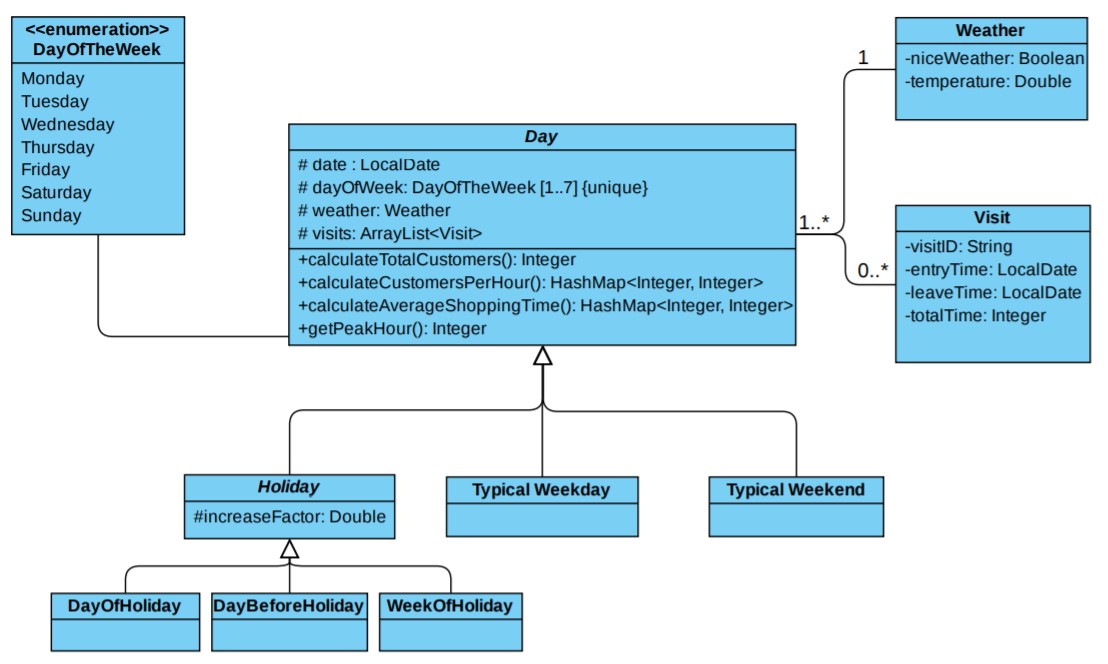 <<enumeration>>
DayOfTheWeek
Monday
Tuesday
Wednesday
Thursday
Friday
Saturday
Sunday
Day
# date : LocalDate
# dayOfWeek: DayOfTheWeek [1..7] {unique}
# weather: Weather
# visits: ArrayList<Visit>
+calculateTotalCustomers(): Integer
+calculateCustomersPerHour(): HashMap<Integer, Integer>
+calculateAverageShoppingTime(): HashMap<Integer, Integer>
+getPeakHour(): Integer
1..*
1
0..*
Weather
-niceWeather: Boolean
-temperature: Double
Visit
-visitID: String
-entryTime: LocalDate
-leaveTime: LocalDate
-totalTime: Integer
Holiday
#increaseFactor: Double
Typical Weekday
Typical Weekend
DayOfHoliday
DayBeforeHoliday
WeekOfHoliday